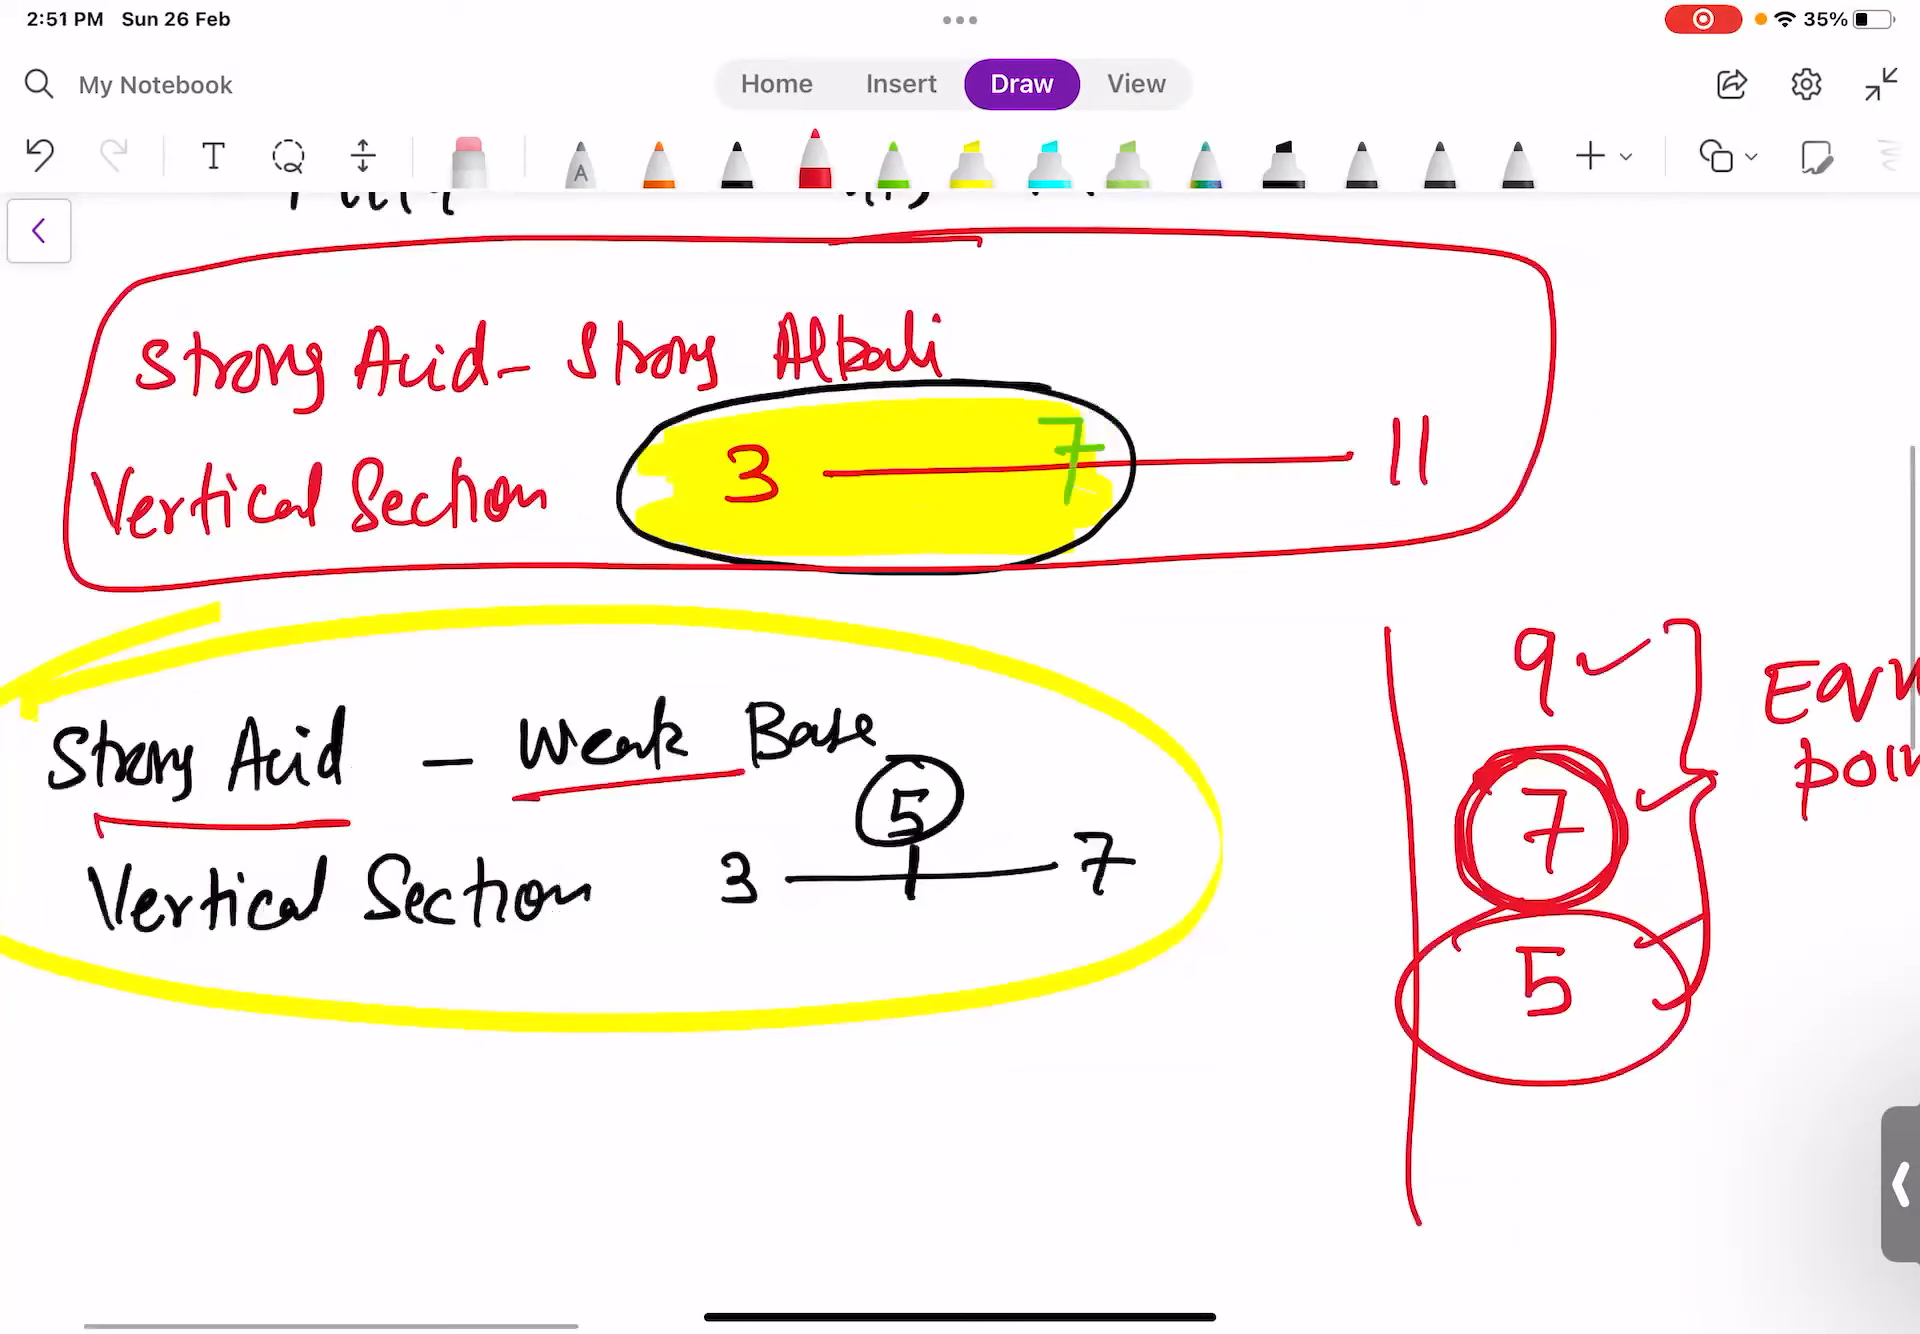 2:51 PM Sun 26 Feb
35%
My Notebook
Home Insert Draw View
T
A
Strong Acid - Strong Alkali
Vertical Section 3 7 11
Strong Acid - Weak Base
5
Vertical Section 3 7
9
7
5